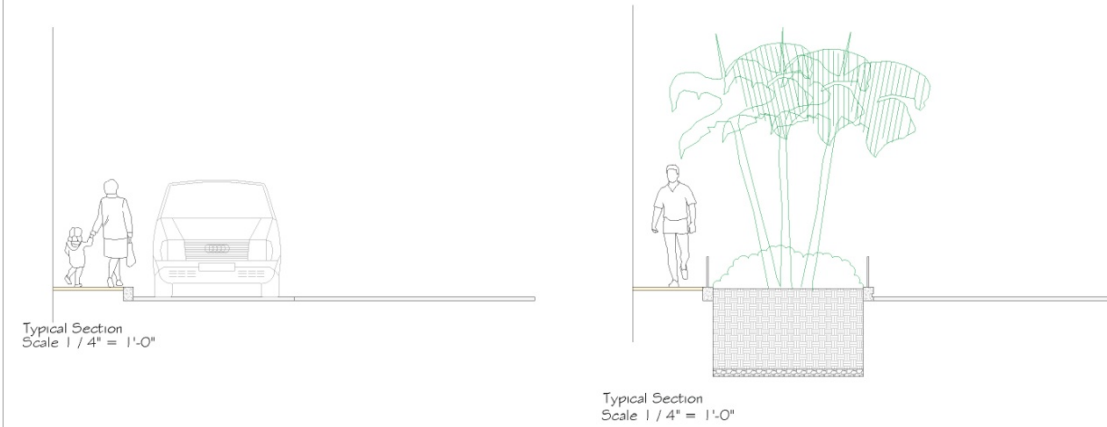 Typical Section
Scale 1 / 4" = 1'-0"
Typical Section
Scale 1 / 4" = 1'-0"